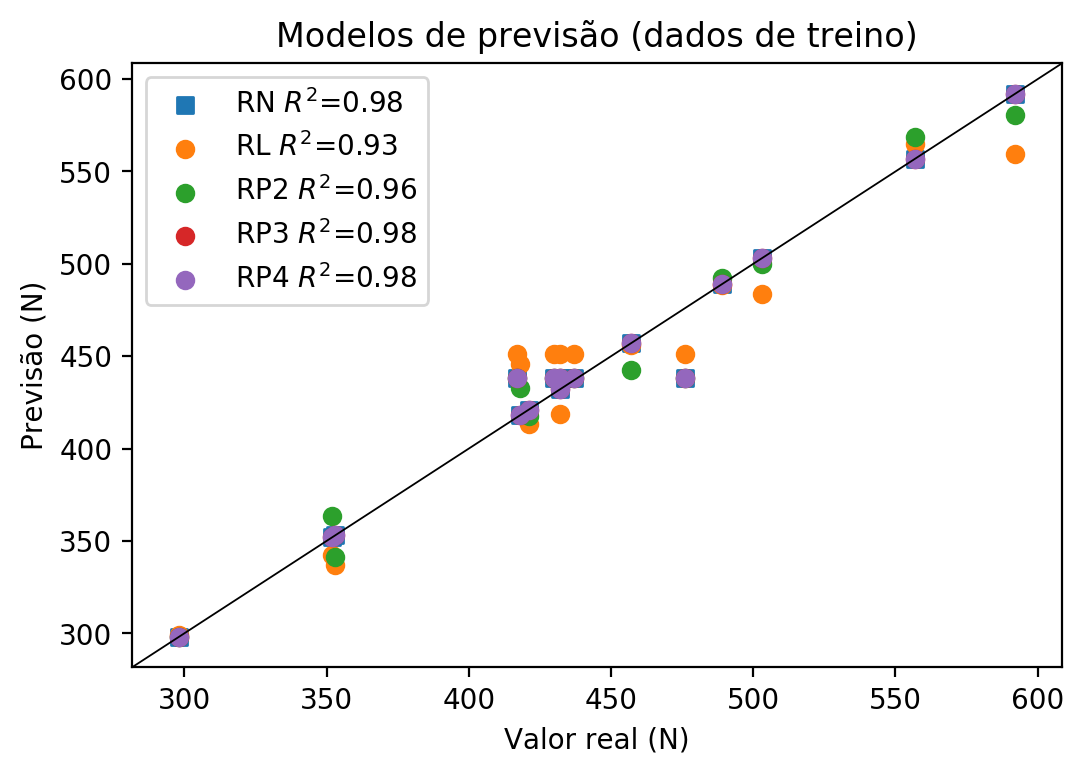 Modelos de previsão (dados de treino)
RN R²=0.98
RL R²=0.93
RP2 R²=0.96
RP3 R²=0.98
RP4 R²=0.98
600
550
500
450
400
350
300
Previsão (N)
300 350 400 450 500 550 600
Valor real (N)